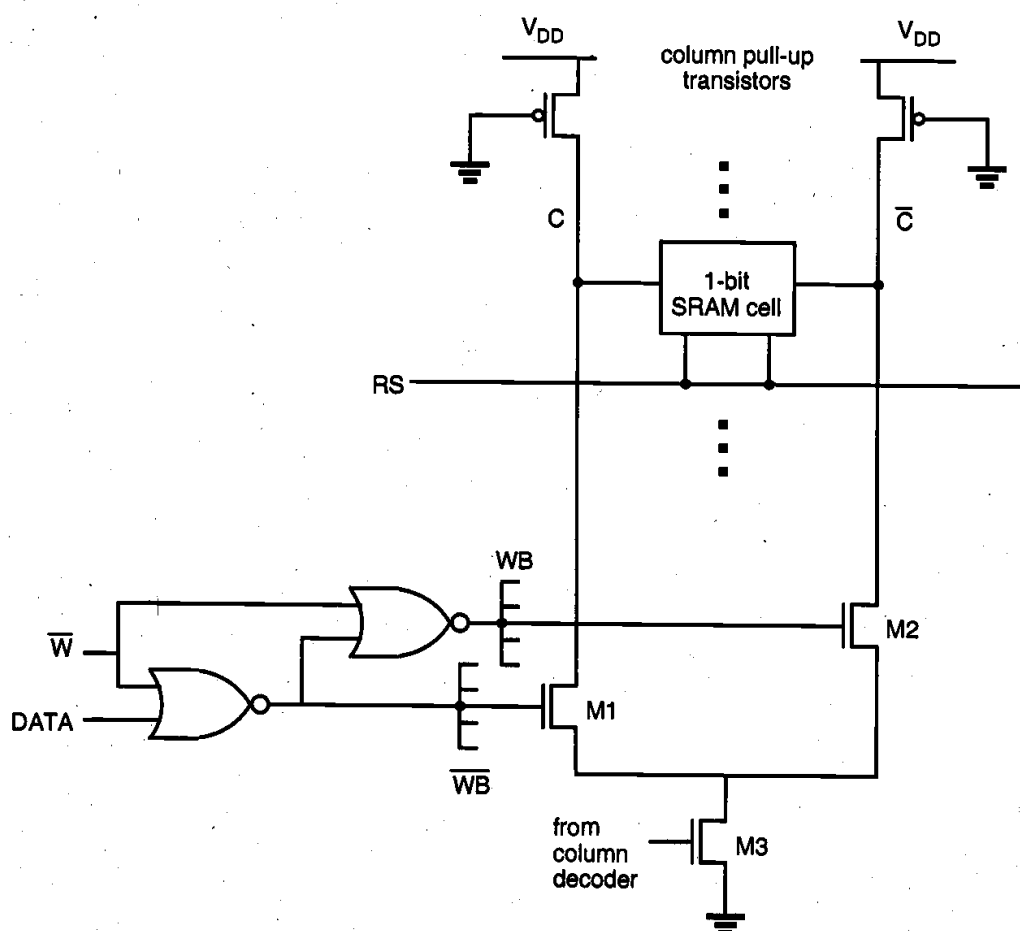 V_DD
column pull-up
transistors
V_DD
C
C̅
1-bit
SRAM cell
RS
WB
W̅
M2
DATA
M1
W̅B̅
from
column
decoder
M3